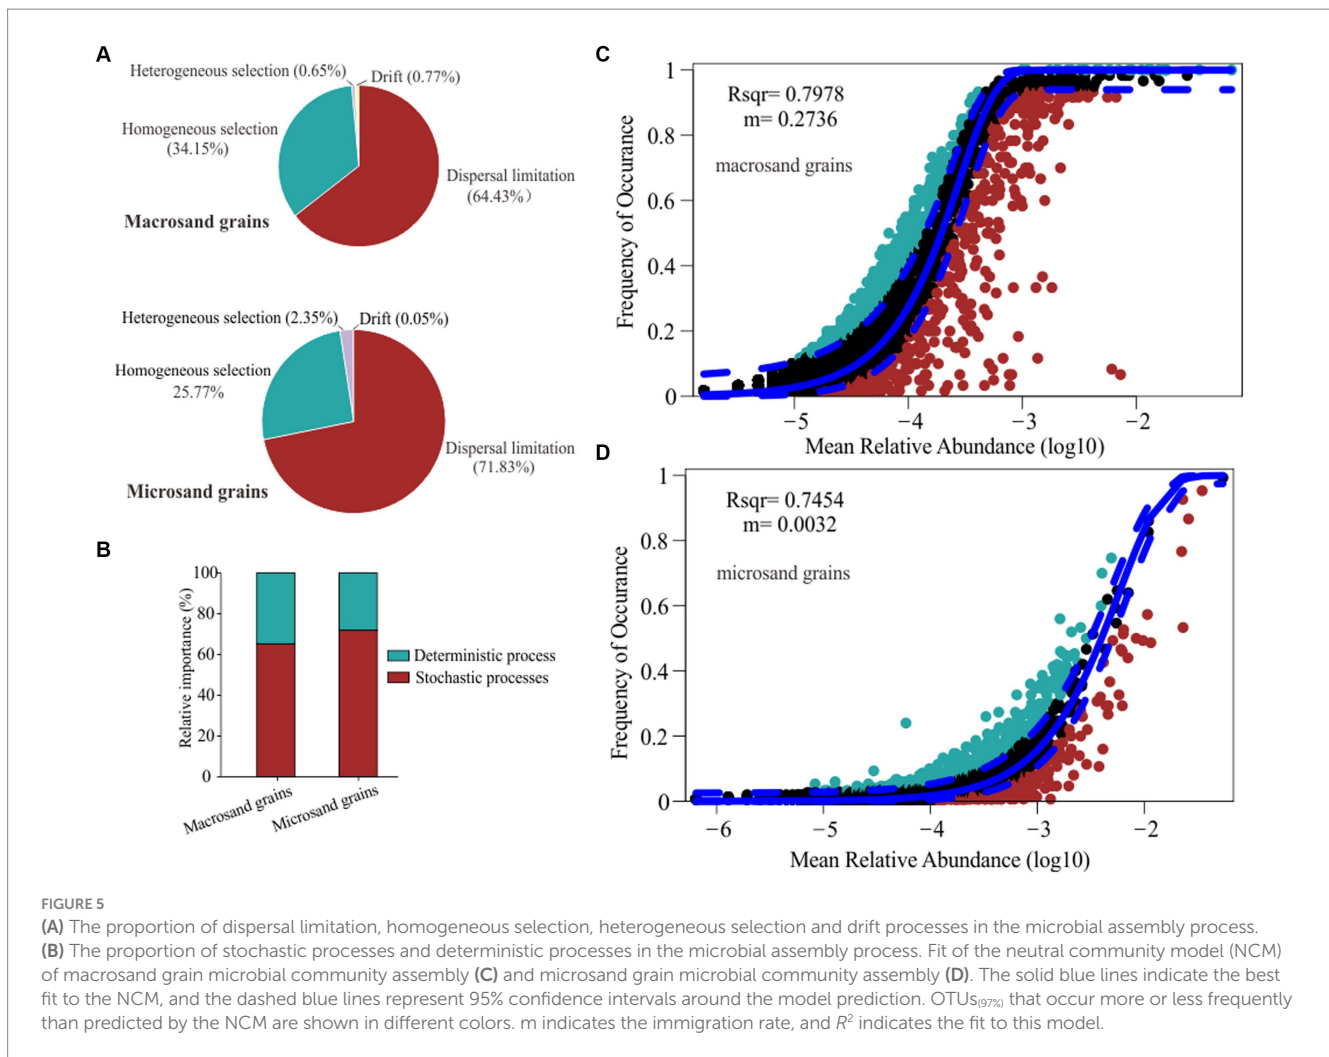 A
Heterogeneous selection (0.65%)
Drift (0.77%)
Homogeneous selection
(34.15%)
Dispersal limitation
(64.43%)
Macrosand grains
Heterogeneous selection (2.35%)
Drift (0.05%)
Homogeneous selection
25.77%
Dispersal limitation
(71.83%)
Microsand grains
B
Relative importance (%)
100
80
60
40
20
0
Macrosand grains
Microsand grains
Deterministic process
Stochastic processes
C
Rsqr= 0.7978
m= 0.2736
macrosand grains
Frequency of Occurance
1
0.8
0.6
0.4
0.2
0
−5 −4 −3 −2
Mean Relative Abundance (log10)
D
Rsqr= 0.7454
m= 0.0032
microsand grains
Frequency of Occurance
1
0.8
0.6
0.4
0.2
0
−6 −5 −4 −3 −2
Mean Relative Abundance (log10)
FIGURE 5
(A) The proportion of dispersal limitation, homogeneous selection, heterogeneous selection and drift processes in the microbial assembly process.
(B) The proportion of stochastic processes and deterministic processes in the microbial assembly process. Fit of the neutral community model (NCM)
of macrosand grain microbial community assembly (C) and microsand grain microbial community assembly (D). The solid blue lines indicate the best
fit to the NCM, and the dashed blue lines represent 95% confidence intervals around the model prediction. OTUs(97%) that occur more or less frequently
than predicted by the NCM are shown in different colors. m indicates the immigration rate, and R² indicates the fit to this model.